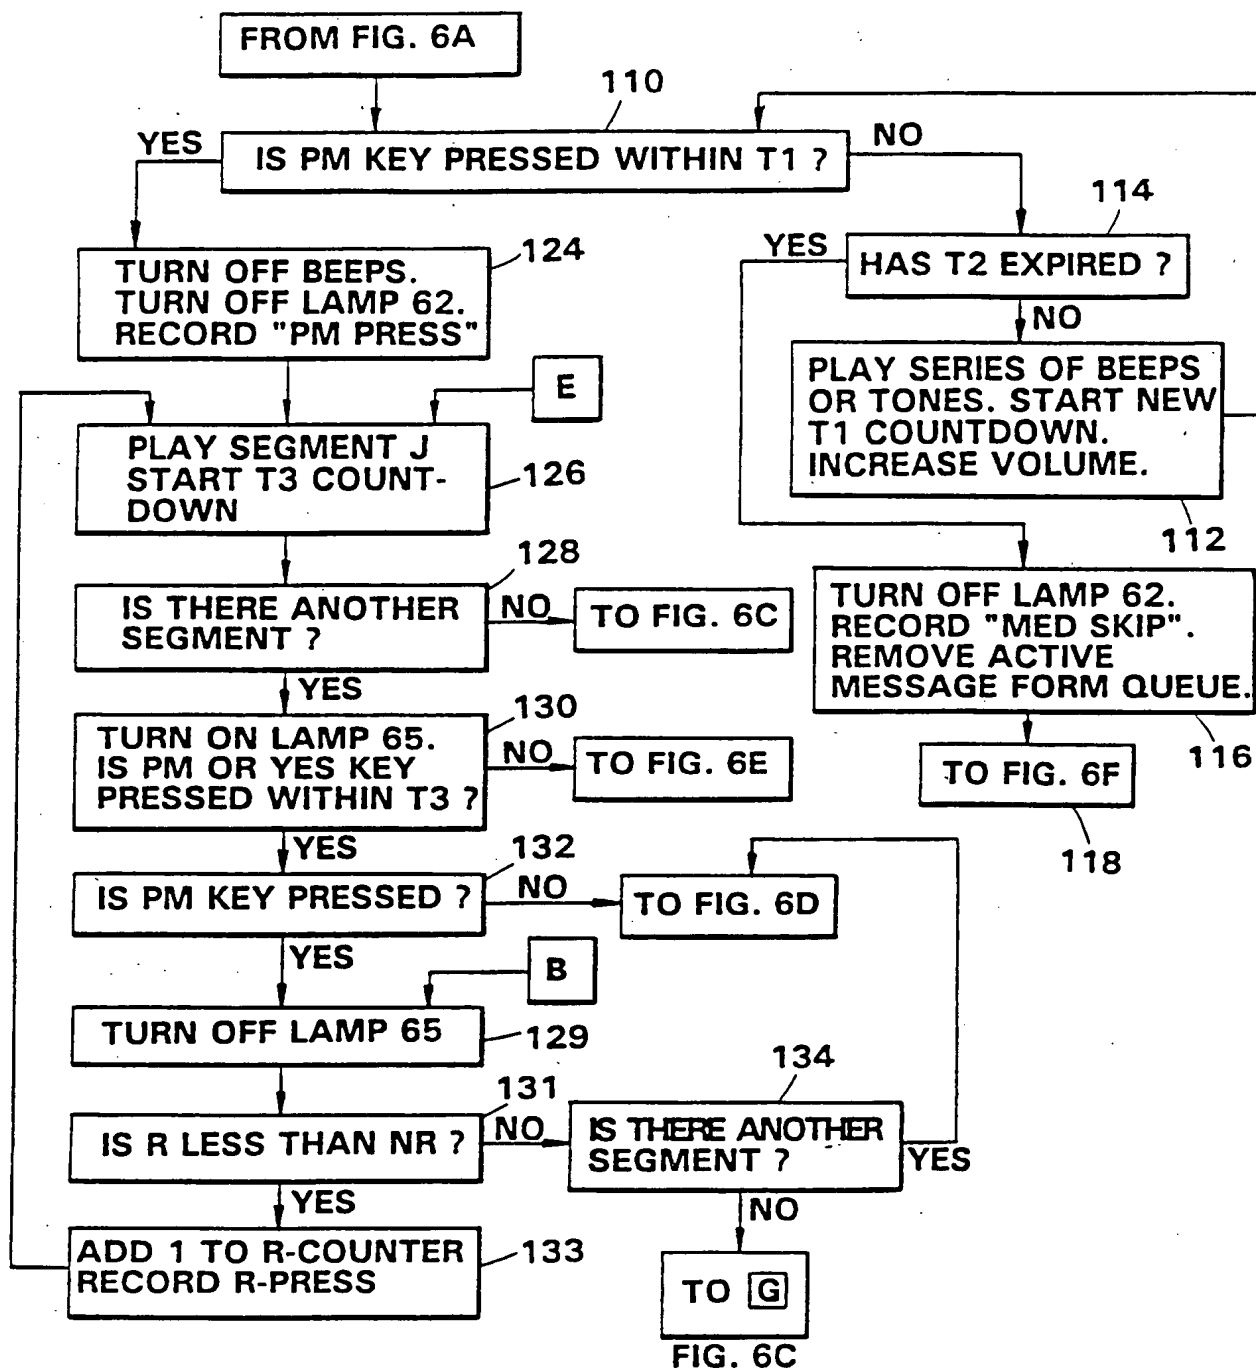 FROM FIG. 6A
110
YES
IS PM KEY PRESSED WITHIN T1 ?
NO
114
YES
HAS T2 EXPIRED ?
NO
124
TURN OFF BEEPS.
TURN OFF LAMP 62.
RECORD "PM PRESS"
E
PLAY SERIES OF BEEPS
OR TONES. START NEW
T1 COUNTDOWN.
INCREASE VOLUME.
112
PLAY SEGMENT J
START T3 COUNT-
DOWN
126
128
IS THERE ANOTHER
SEGMENT ?
NO
TO FIG. 6C
YES
TURN OFF LAMP 62.
RECORD "MED SKIP".
REMOVE ACTIVE
MESSAGE FORM QUEUE.
116
130
TURN ON LAMP 65.
IS PM OR YES KEY
PRESSED WITHIN T3 ?
NO
TO FIG. 6E
TO FIG. 6F
118
YES
132
IS PM KEY PRESSED ?
NO
TO FIG. 6D
YES
B
TURN OFF LAMP 65
129
131
IS R LESS THAN NR ?
NO
134
IS THERE ANOTHER
SEGMENT ?
YES
YES
NO
ADD 1 TO R-COUNTER
RECORD R-PRESS
133
TO G
FIG. 6C